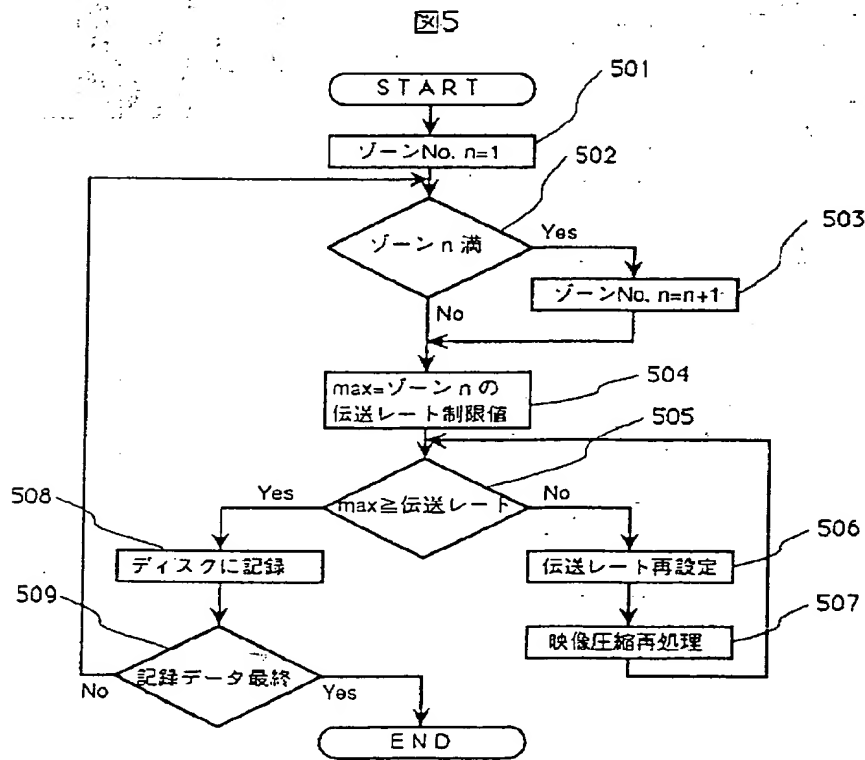 図5
START
501
ゾーンNo. n=1
502
ゾーンn満
Yes
503
ゾーンNo. n=n+1
No
max=ゾーンnの
伝送レート制限値
504
505
max≧伝送レート
Yes
No
508
ディスクに記録
伝送レート再設定
506
映像圧縮再処理
507
509
記録データ最終
No
Yes
END